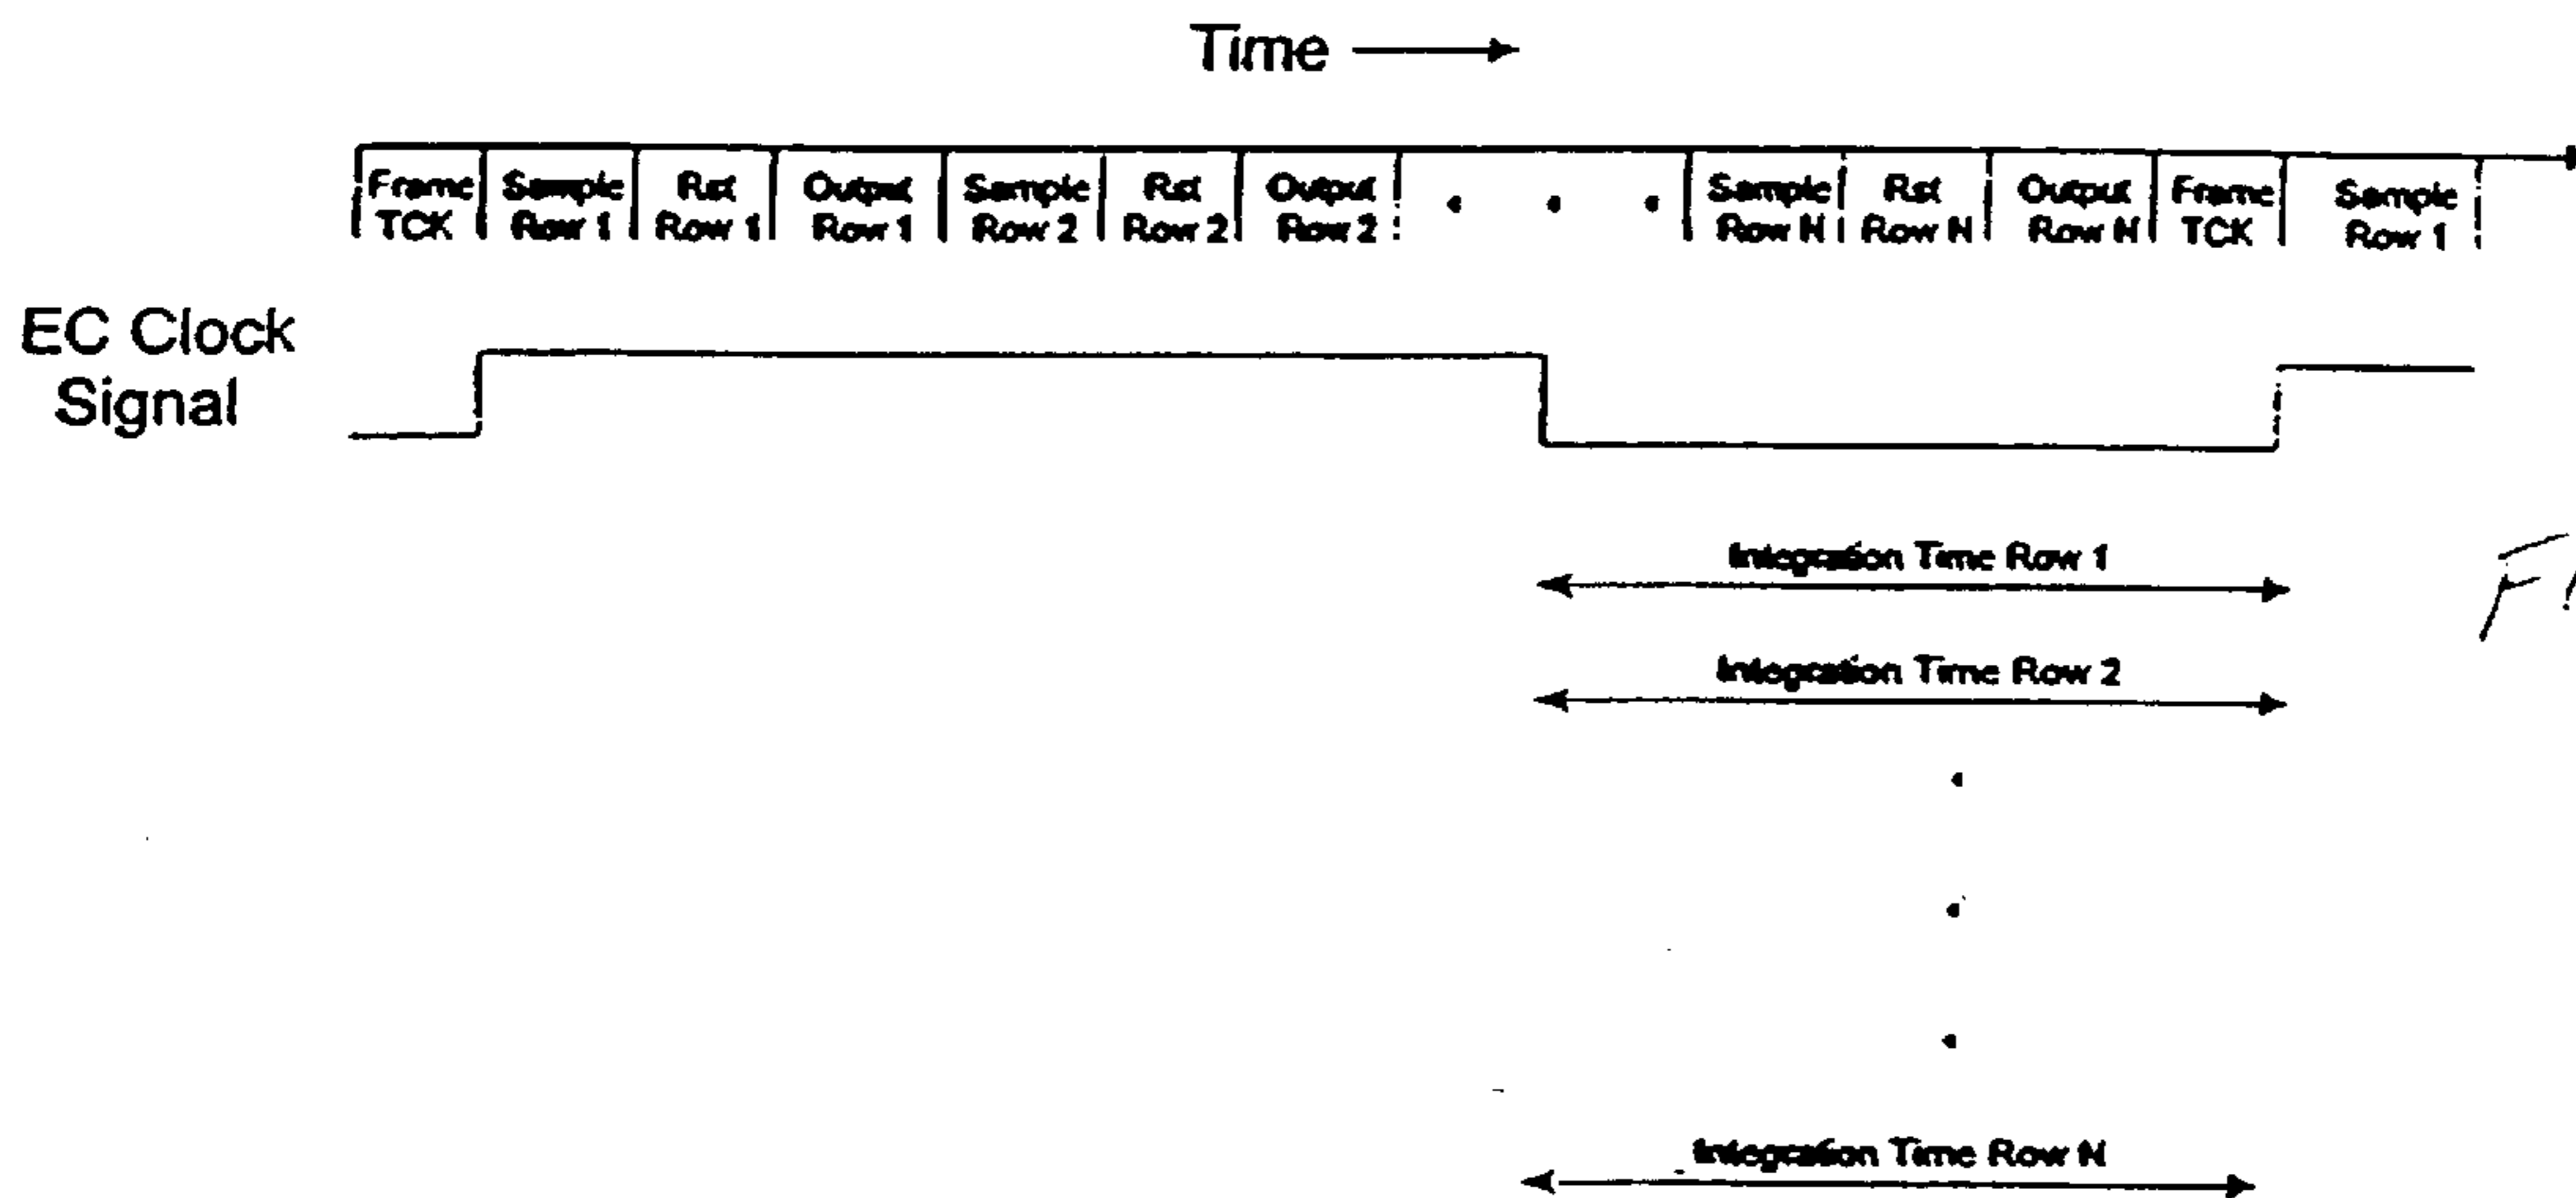 Time
Frame TCK
Sample Row 1
Rst Row 1
Output Row 1
Sample Row 2
Rst Row 2
Output Row 2
Sample Row N
Rst Row N
Output Row N
Frame TCK
Sample Row 1
EC Clock
Signal
Integration Time Row 1
Integration Time Row 2
Integration Time Row N